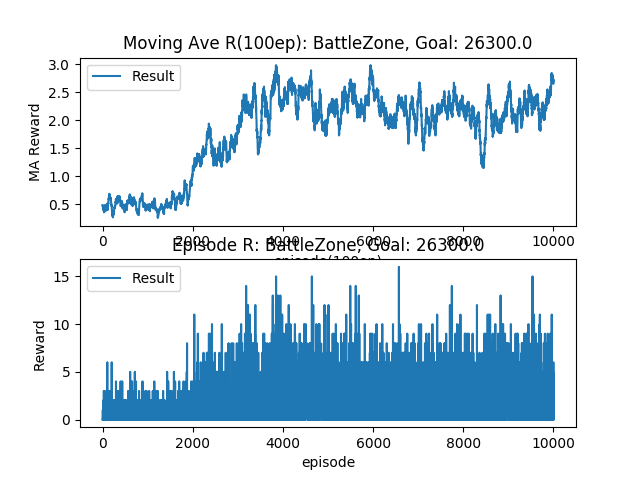 Moving Ave R(100ep): BattleZone, Goal: 26300.0
Result
MA Reward
3.0
2.5
2.0
1.5
1.0
0.5
0 2000 4000 6000 8000 10000
episode(100ep)
Episode R: BattleZone, Goal: 26300.0
Result
Reward
15
10
5
0
0 2000 4000 6000 8000 10000
episode